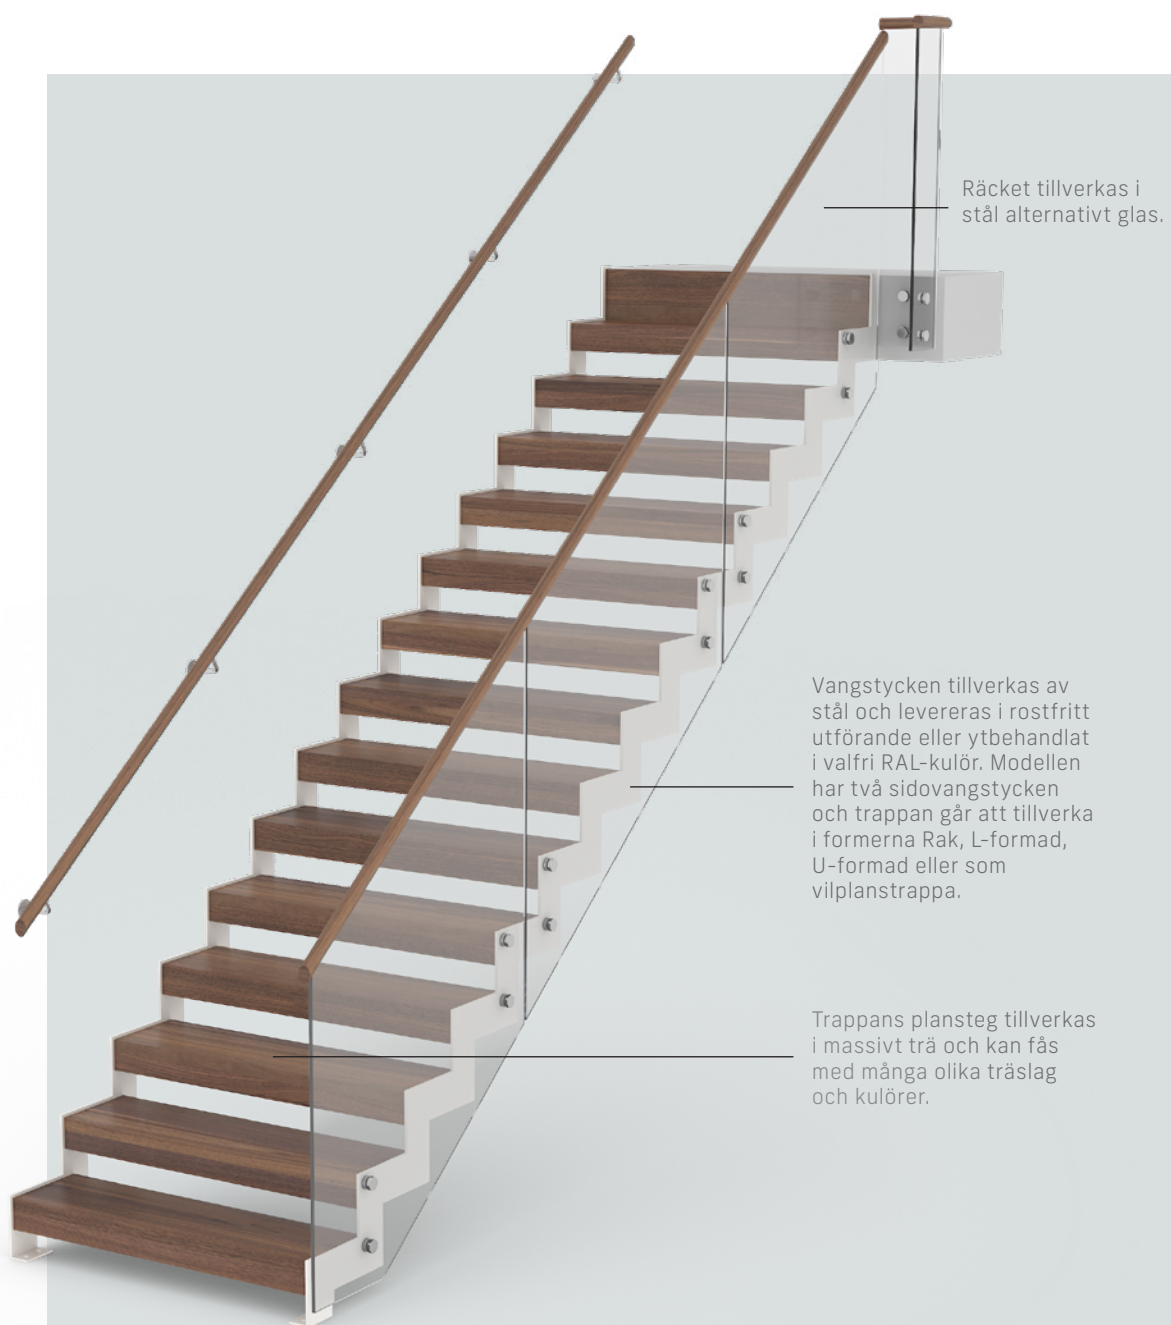 Räcket tillverkas i
stål alternativt glas.
Vangstycken tillverkas av
stål och levereras i rostfritt
utförande eller ytbehandlat
i valfri RAL-kulör. Modellen
har två sidovangstycken
och trappan går att tillverka
i formerna Rak, L-formad,
U-formad eller som
vilplanstrappa.
Trappans plansteg tillverkas
i massivt trä och kan fås
med många olika träslag
och kulörer.